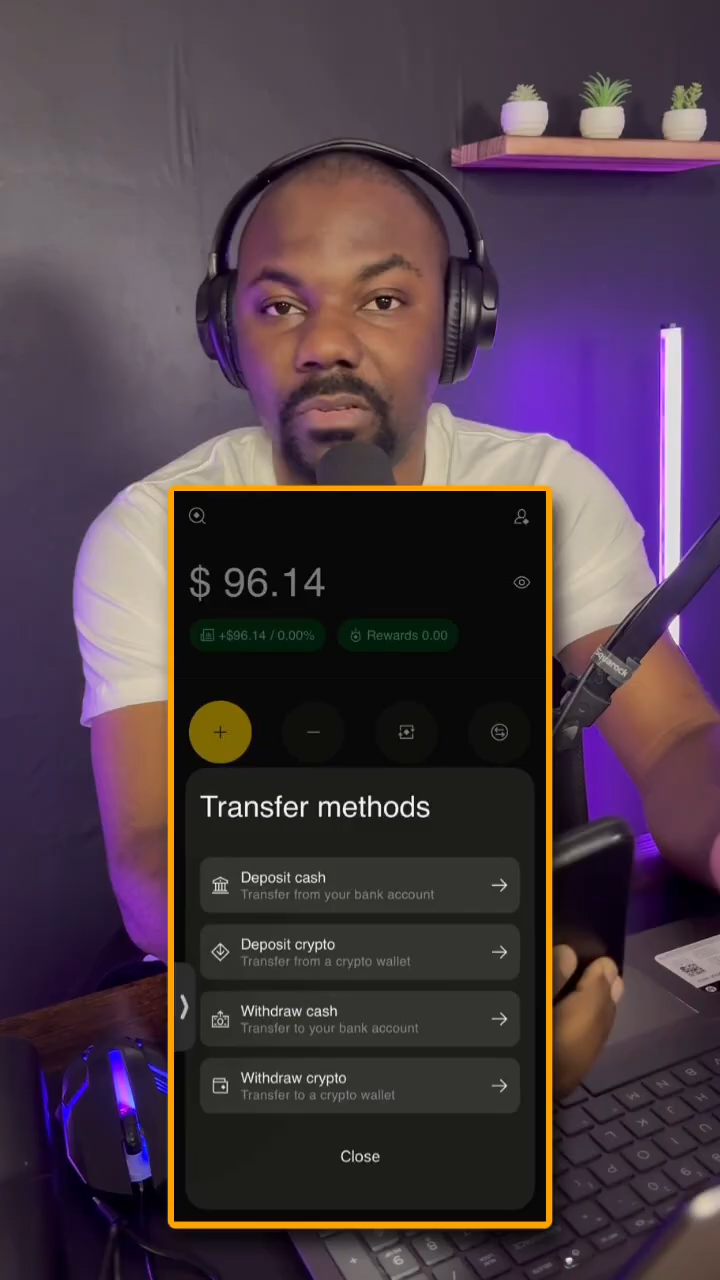 $ 96.14
+$96.14 / 0.00%
Rewards 0.00
Transfer methods
Deposit cash
Transfer from your bank account
Deposit crypto
Transfer from a crypto wallet
Withdraw cash
Transfer to your bank account
Withdraw crypto
Transfer to a crypto wallet
Close